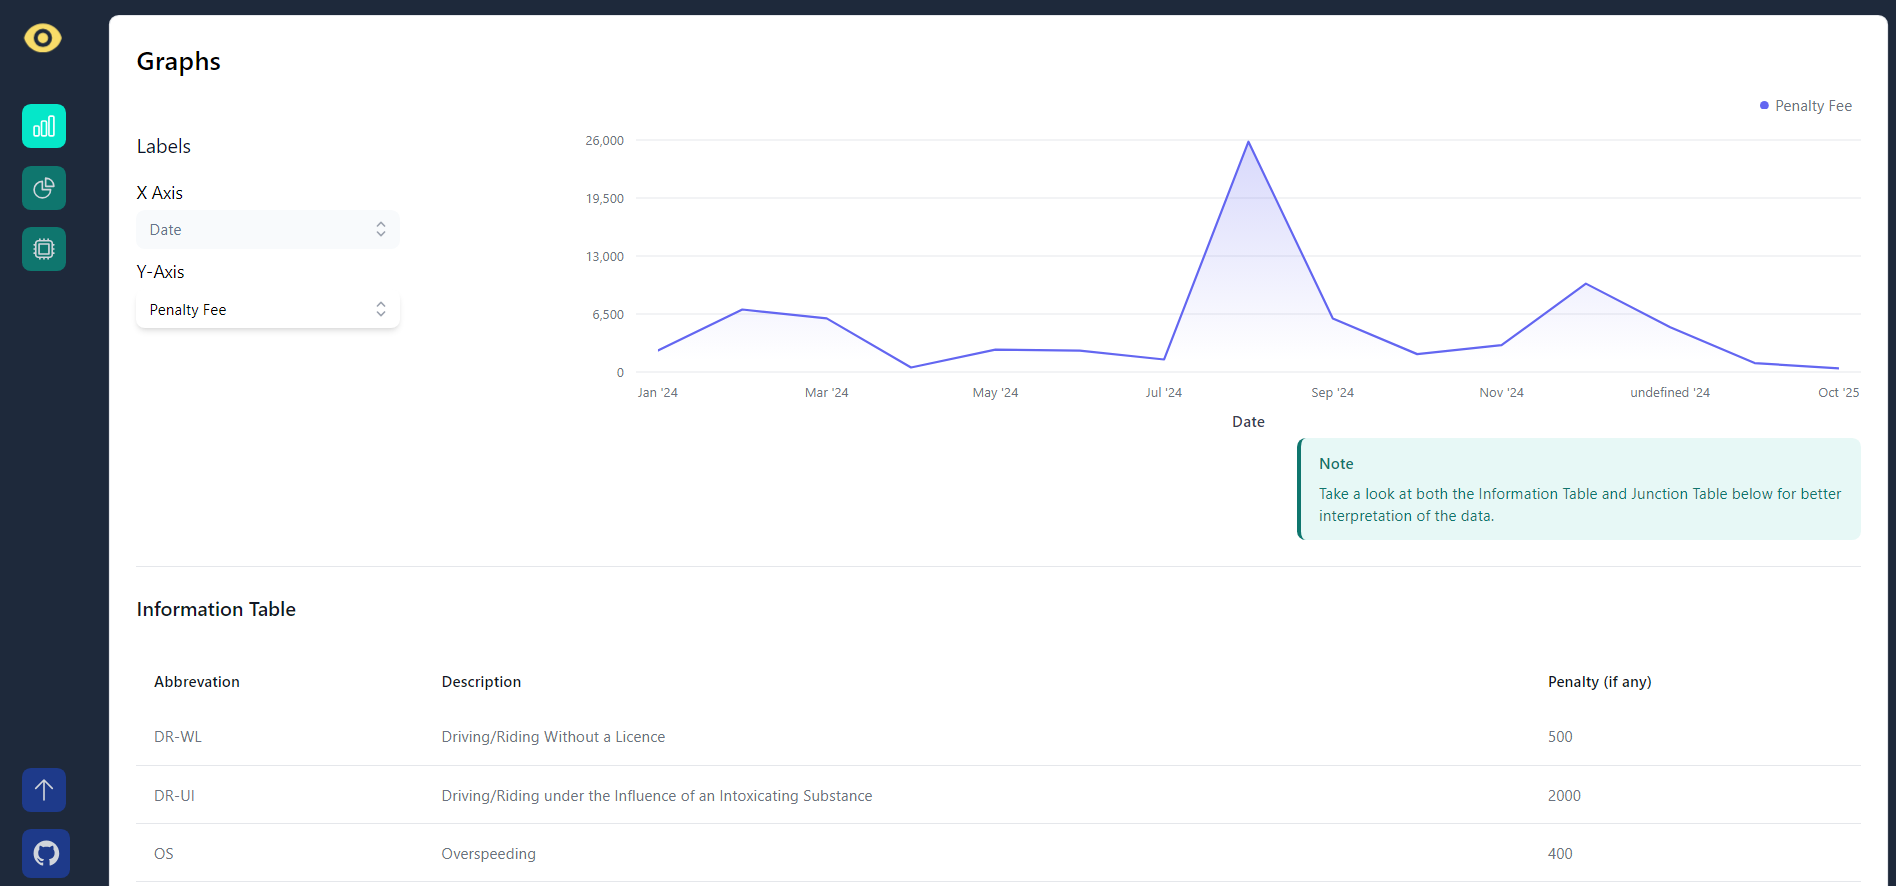 Graphs
Penalty Fee
Labels
X Axis
Date
Y-Axis
Penalty Fee
26,000
19,500
13,000
6,500
0
Jan '24 Mar '24 May '24 Jul '24 Sep '24 Nov '24 undefined '24 Oct '25
Date
Note
Take a look at both the Information Table and Junction Table below for better
interpretation of the data.
Information Table
Abbrevation Description Penalty (if any)
DR-WL Driving/Riding Without a Licence 500
DR-UI Driving/Riding under the Influence of an Intoxicating Substance 2000
OS Overspeeding 400